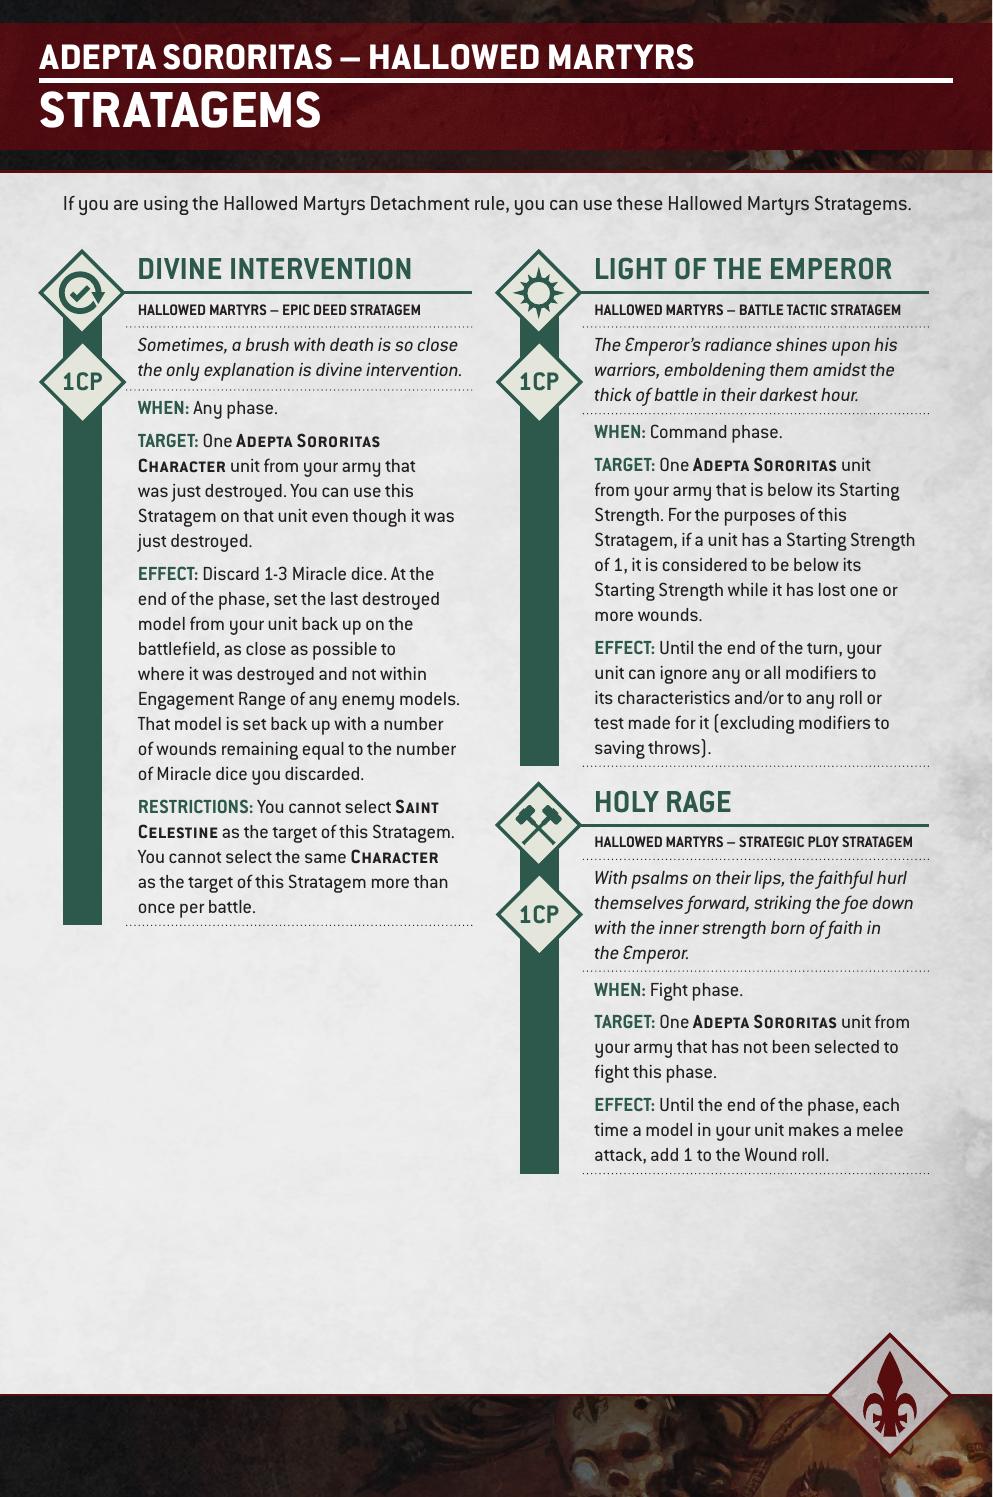 ADEPTA SORORITAS – HALLOWED MARTYRS
STRATAGEMS
If you are using the Hallowed Martyrs Detachment rule, you can use these Hallowed Martyrs Stratagems.
DIVINE INTERVENTION
HALLOWED MARTYRS – EPIC DEED STRATAGEM
Sometimes, a brush with death is so close
the only explanation is divine intervention.
1CP
WHEN: Any phase.
TARGET: One ADEPTA SORORITAS
CHARACTER unit from your army that
was just destroyed. You can use this
Stratagem on that unit even though it was
just destroyed.
EFFECT: Discard 1-3 Miracle dice. At the
end of the phase, set the last destroyed
model from your unit back up on the
battlefield, as close as possible to
where it was destroyed and not within
Engagement Range of any enemy models.
That model is set back up with a number
of wounds remaining equal to the number
of Miracle dice you discarded.
RESTRICTIONS: You cannot select SAINT
CELESTINE as the target of this Stratagem.
You cannot select the same CHARACTER
as the target of this Stratagem more than
once per battle.
LIGHT OF THE EMPEROR
HALLOWED MARTYRS – BATTLE TACTIC STRATAGEM
The Emperor's radiance shines upon his
warriors, emboldening them amidst the
thick of battle in their darkest hour.
1CP
WHEN: Command phase.
TARGET: One ADEPTA SORORITAS unit
from your army that is below its Starting
Strength. For the purposes of this
Stratagem, if a unit has a Starting Strength
of 1, it is considered to be below its
Starting Strength while it has lost one or
more wounds.
EFFECT: Until the end of the turn, your
unit can ignore any or all modifiers to
its characteristics and/or to any roll or
test made for it (excluding modifiers to
saving throws).
HOLY RAGE
HALLOWED MARTYRS – STRATEGIC PLOY STRATAGEM
With psalms on their lips, the faithful hurl
themselves forward, striking the foe down
with the inner strength born of faith in
the Emperor.
1CP
WHEN: Fight phase.
TARGET: One ADEPTA SORORITAS unit from
your army that has not been selected to
fight this phase.
EFFECT: Until the end of the phase, each
time a model in your unit makes a melee
attack, add 1 to the Wound roll.